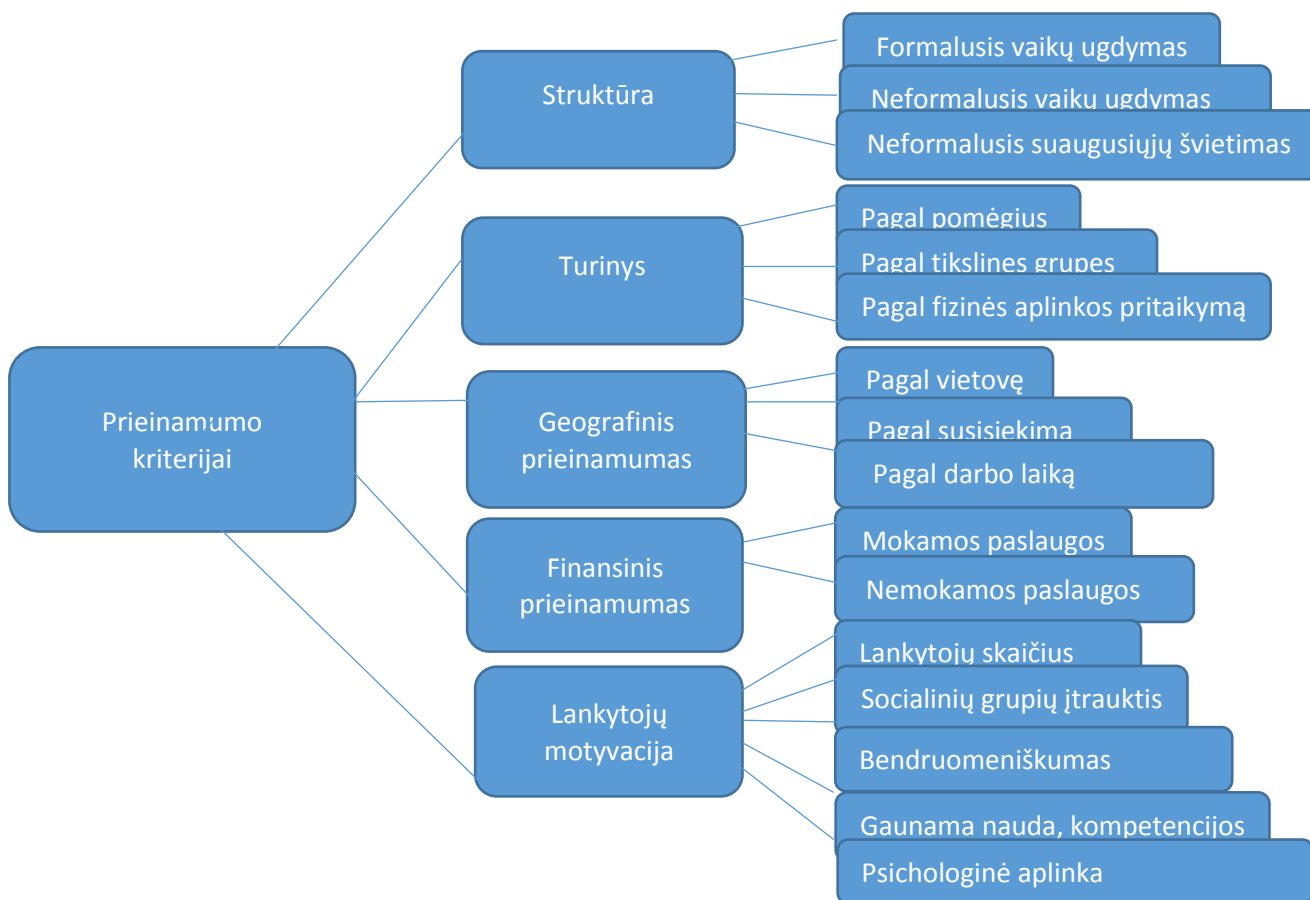 Prieinamumo
kriterijai
Struktūra
Formalusis vaikų ugdymas
Neformalusis vaikų ugdymas
Neformalusis suaugusiųjų švietimas
Turinys
Pagal pomėgius
Pagal tikslines grupes
Pagal fizinės aplinkos pritaikymą
Geografinis
prieinamumas
Pagal vietovę
Pagal susisiekimą
Pagal darbo laiką
Finansinis
prieinamumas
Mokamos paslaugos
Nemokamos paslaugos
Lankytojų
motyvacija
Lankytojų skaičius
Socialinių grupių įtrauktis
Bendruomeniškumas
Gaunama nauda, kompetencijos
Psichologinė aplinka